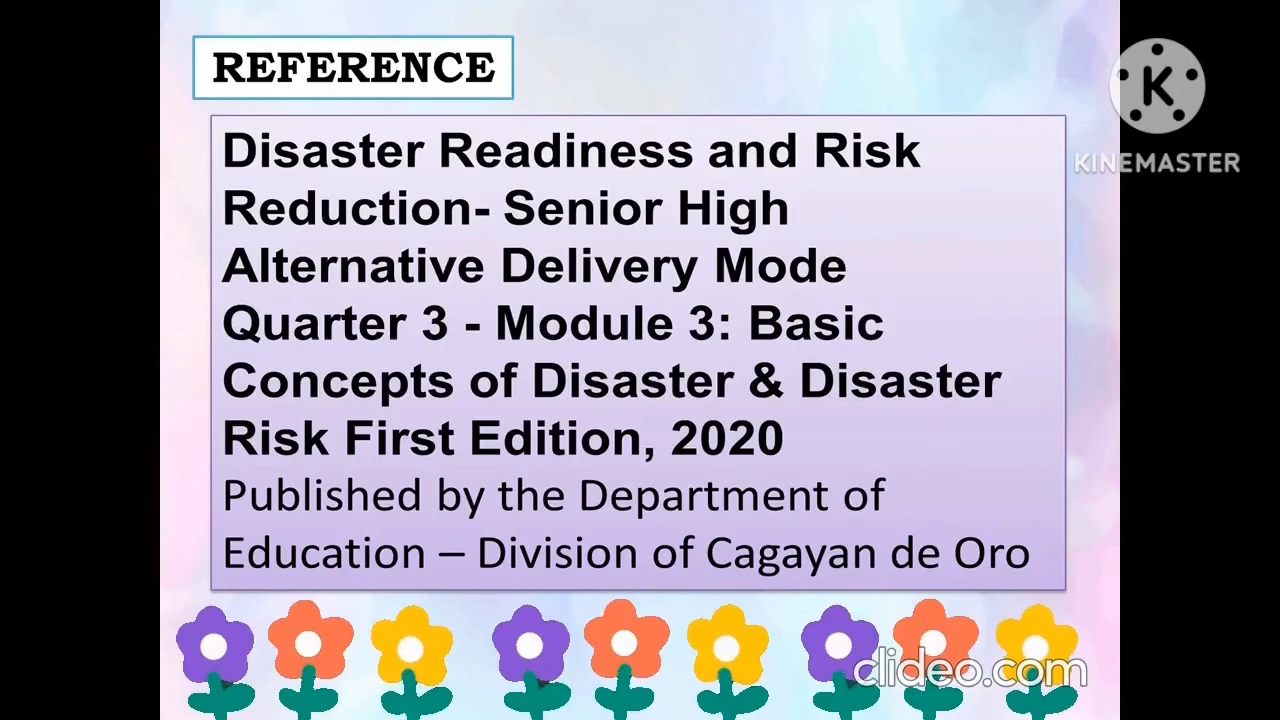 REFERENCE
K
KINEMASTER
Disaster Readiness and Risk
Reduction- Senior High
Alternative Delivery Mode
Quarter 3 - Module 3: Basic
Concepts of Disaster & Disaster
Risk First Edition, 2020
Published by the Department of
Education – Division of Cagayan de Oro
clideo.com